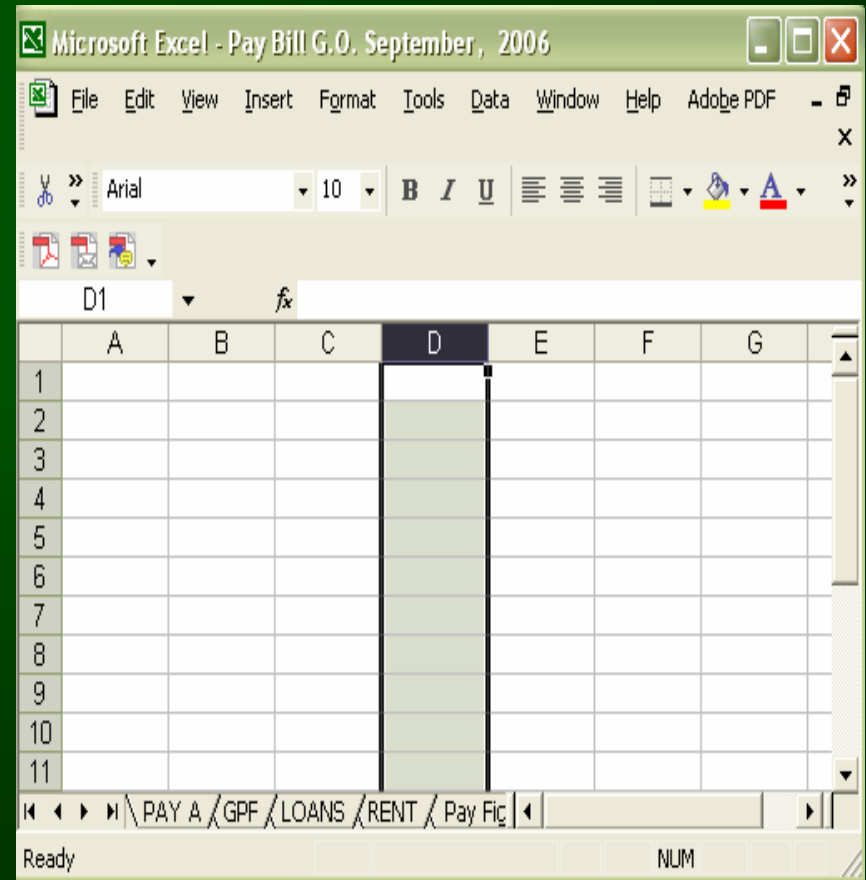 Microsoft Excel - Pay Bill G.O. September, 2006
File Edit View Insert Format Tools Data Window Help Adobe PDF
Arial 10 B I U A
D1 fx
A B C D E F G
1
2
3
4
5
6
7
8
9
10
11
PAY A GPF LOANS RENT Pay Fig
Ready NUM